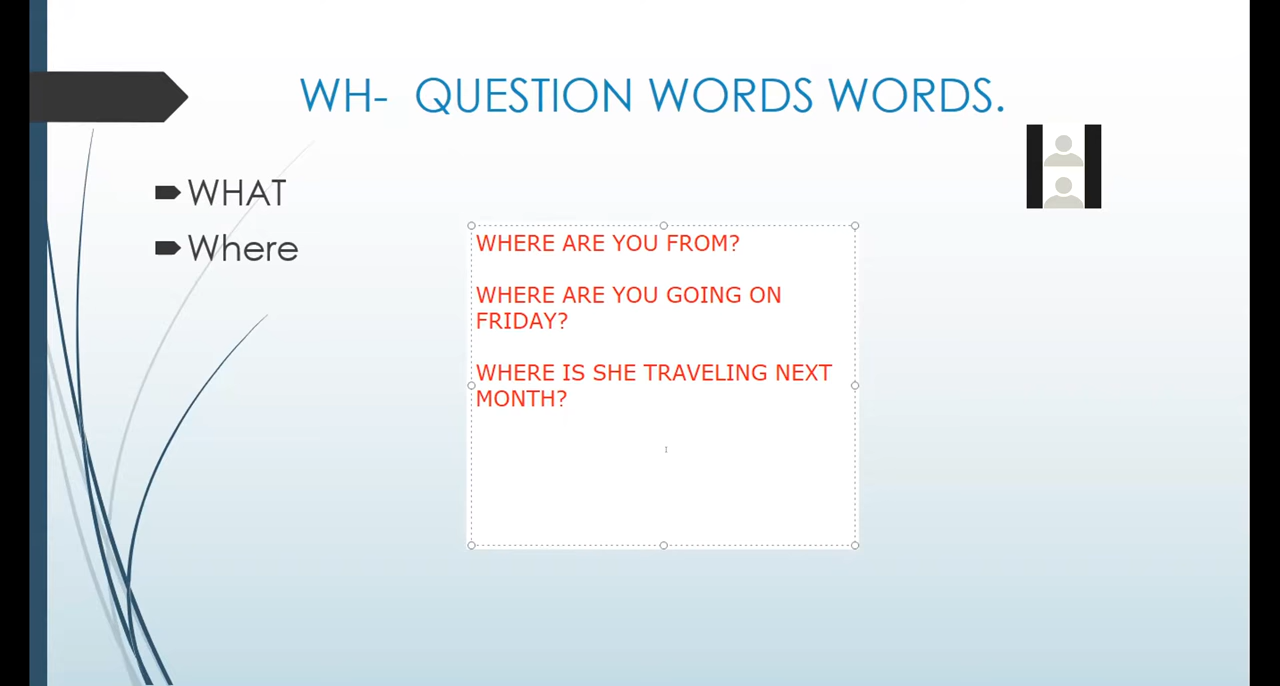 WH- QUESTION WORDS WORDS.
WHAT
Where
WHERE ARE YOU FROM?
WHERE ARE YOU GOING ON
FRIDAY?
WHERE IS SHE TRAVELING NEXT
MONTH?